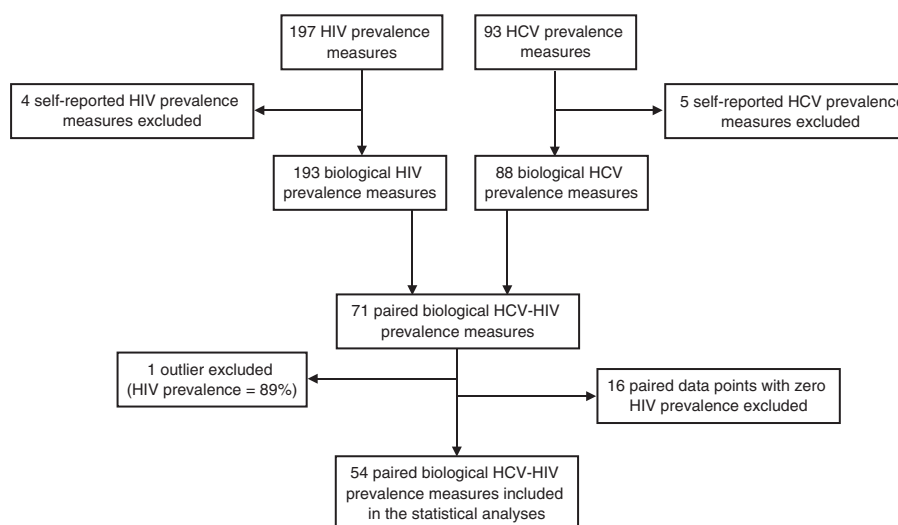 197 HIV prevalence
measures
93 HCV prevalence
measures
4 self-reported HIV prevalence
measures excluded
5 self-reported HCV prevalence
measures excluded
193 biological HIV
prevalence measures
88 biological HCV
prevalence measures
71 paired biological HCV-HIV
prevalence measures
1 outlier excluded
(HIV prevalence = 89%)
16 paired data points with zero
HIV prevalence excluded
54 paired biological HCV-HIV
prevalence measures included
in the statistical analyses